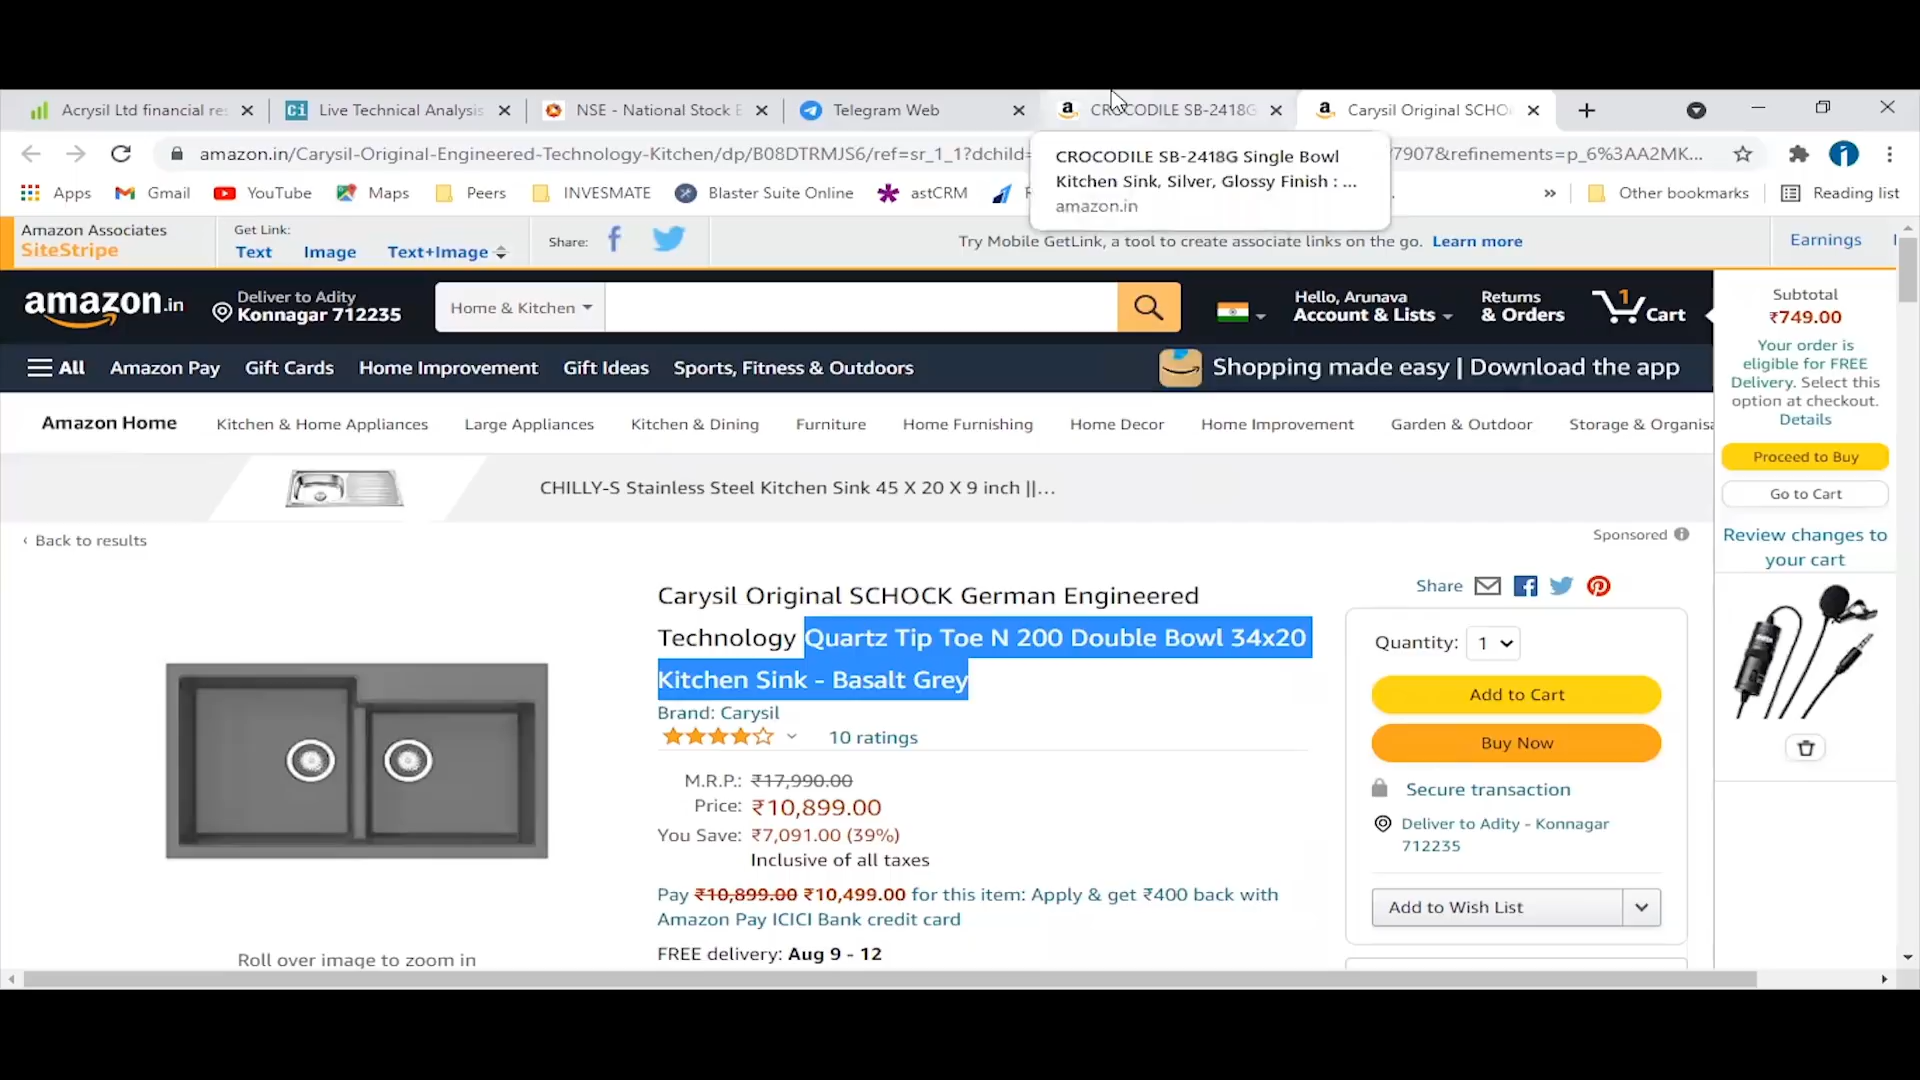 Acrysil Ltd financial re
Live Technical Analysis
NSE - National Stock E
Telegram Web
CROCODILE SB-2418G
Carysil Original SCHO
amazon.in/Carysil-Original-Engineered-Technology-Kitchen/dp/B08DTRMJS6/ref=sr_1_1?dchild=
7907&refinements=p_6%3AA2MK...
CROCODILE SB-2418G Single Bowl
Kitchen Sink, Silver, Glossy Finish : ...
amazon.in
Apps
Gmail
YouTube
Maps
Peers
INVESMATE
Blaster Suite Online
astCRM
»
Other bookmarks
Reading list
Amazon Associates
SiteStripe
Get Link:
Text
Image
Text+Image
Share:
Try Mobile GetLink, a tool to create associate links on the go. Learn more
Earnings
amazon.in
Deliver to Adity
Konnagar 712235
Home & Kitchen
Hello, Arunava
Account & Lists
Returns
& Orders
1
Cart
Subtotal
₹749.00
Your order is
eligible for FREE
Delivery. Select this
option at checkout.
Details
Proceed to Buy
Go to Cart
Review changes to
your cart
All
Amazon Pay
Gift Cards
Home Improvement
Gift Ideas
Sports, Fitness & Outdoors
Shopping made easy | Download the app
Amazon Home
Kitchen & Home Appliances
Large Appliances
Kitchen & Dining
Furniture
Home Furnishing
Home Decor
Home Improvement
Garden & Outdoor
Storage & Organisa
CHILLY-S Stainless Steel Kitchen Sink 45 X 20 X 9 inch ||...
‹ Back to results
Sponsored
Carysil Original SCHOCK German Engineered
Technology Quartz Tip Toe N 200 Double Bowl 34x20
Kitchen Sink - Basalt Grey
Brand: Carysil
10 ratings
M.R.P.: ₹17,990.00
Price: ₹10,899.00
You Save: ₹7,091.00 (39%)
Inclusive of all taxes
Pay ₹10,899.00 ₹10,499.00 for this item: Apply & get ₹400 back with
Amazon Pay ICICI Bank credit card
FREE delivery: Aug 9 - 12
Roll over image to zoom in
Share
Quantity: 1
Add to Cart
Buy Now
Secure transaction
Deliver to Adity - Konnagar
712235
Add to Wish List